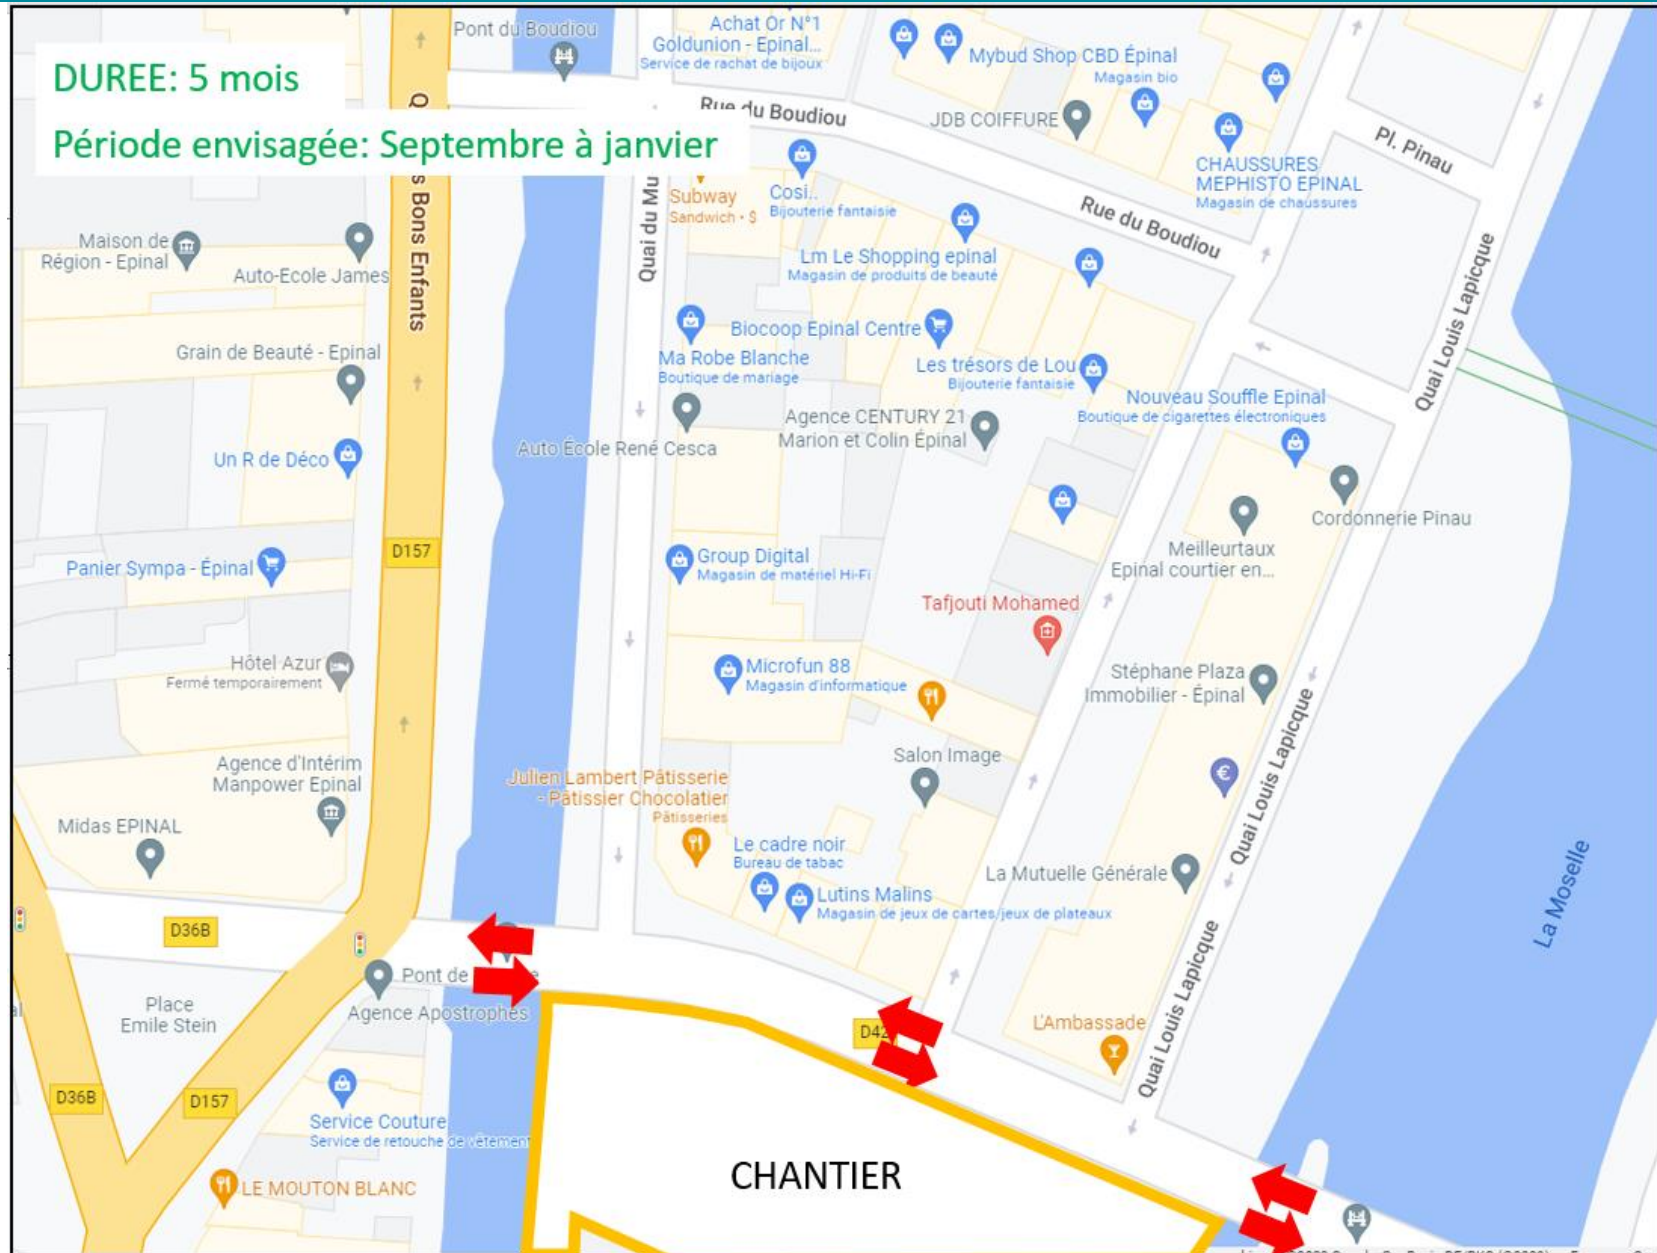 DUREE: 5 mois
Période envisagée: Septembre à janvier
Pont du Boudiou
Achat Or N°1
Goldunion - Epinal...
Service de rachat de bijoux
Mybud Shop CBD Épinal
Magasin bio
Rue du Boudiou
JDB COIFFURE
Pl. Pinau
CHAUSSURES
MEPHISTO EPINAL
Magasin de chaussures
Subway
Sandwich • $
Cosi..
Bijouterie fantaisie
Rue du Boudiou
Maison de
Région - Epinal
Auto-Ecole James
s Bons Enfants
Quai du Mu
Lm Le Shopping epinal
Magasin de produits de beauté
Quai Louis Lapicque
Biocoop Epinal Centre
Grain de Beauté - Epinal
Ma Robe Blanche
Boutique de mariage
Les trésors de Lou
Bijouterie fantaisie
Nouveau Souffle Epinal
Boutique de cigarettes électroniques
Agence CENTURY 21
Marion et Colin Épinal
Auto École René Cesca
Un R de Déco
Cordonnerie Pinau
D157
Meilleurtaux
Epinal courtier en...
Group Digital
Magasin de matériel Hi-Fi
Panier Sympa - Épinal
Tafjouti Mohamed
Hôtel Azur
Fermé temporairement
Microfun 88
Magasin d'informatique
Stéphane Plaza
Immobilier - Épinal
Quai Louis Lapicque
Salon Image
Agence d'Intérim
Manpower Epinal
Julien Lambert Pâtisserie
- Pâtissier Chocolatier
Pâtisseries
Midas EPINAL
Le cadre noir
Bureau de tabac
La Mutuelle Générale
La Moselle
Lutins Malins
Magasin de jeux de cartes/jeux de plateaux
D36B
Pont de
Quai Louis Lapicque
Place
Emile Stein
Agence Apostrophes
L'Ambassade
D42
D36B
D157
Service Couture
Service de retouche de vêtement
CHANTIER
LE MOUTON BLANC